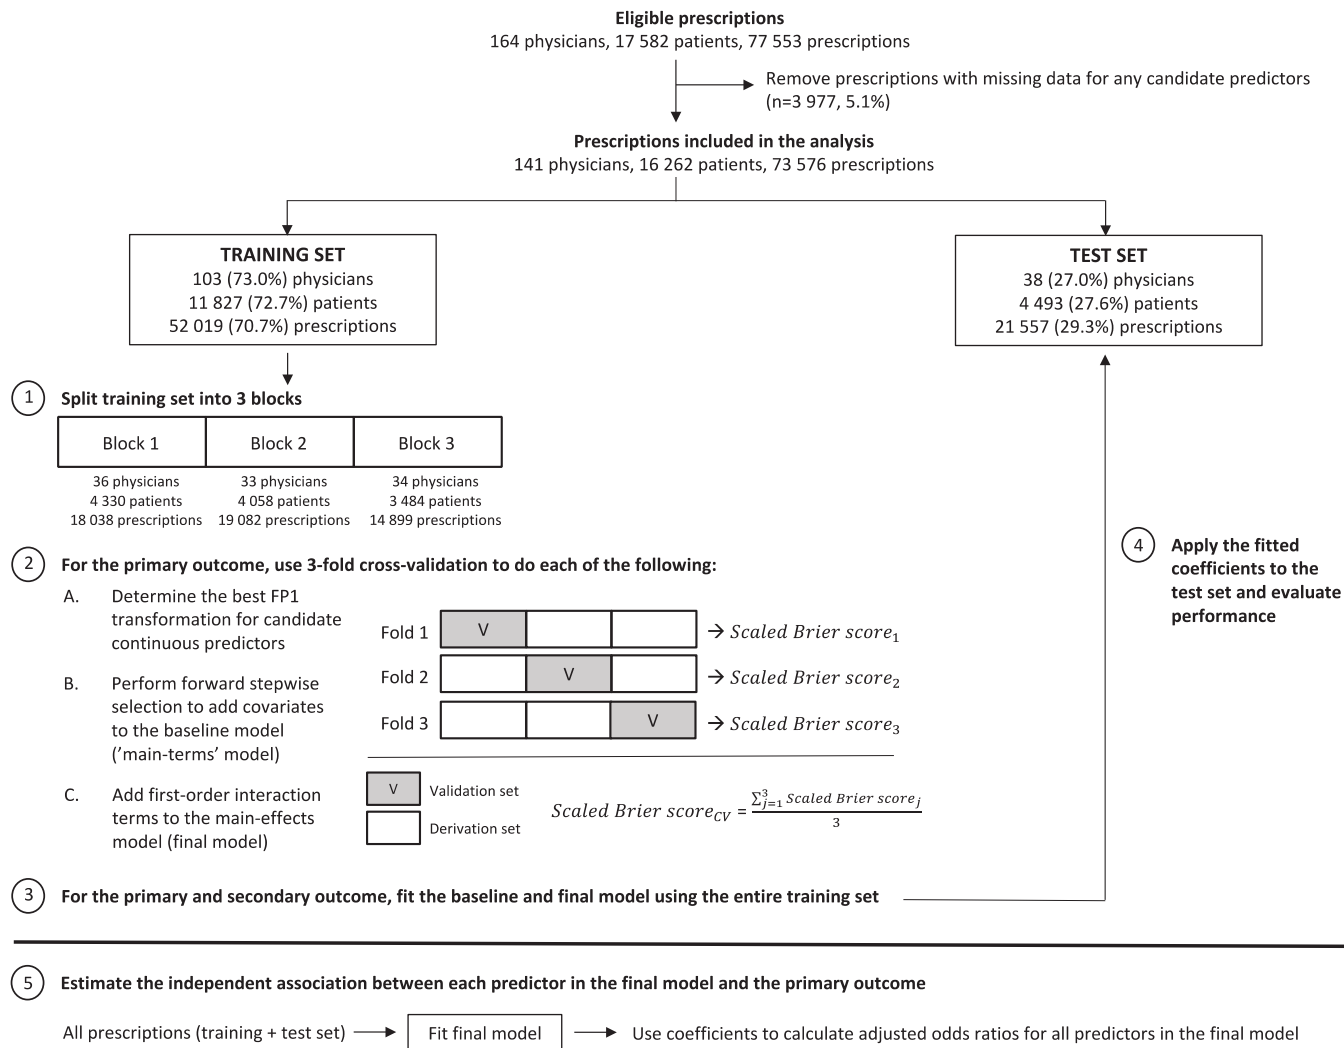 Eligible prescriptions
164 physicians, 17 582 patients, 77 553 prescriptions
Remove prescriptions with missing data for any candidate predictors
(n=3 977, 5.1%)
Prescriptions included in the analysis
141 physicians, 16 262 patients, 73 576 prescriptions
TRAINING SET
103 (73.0%) physicians
11 827 (72.7%) patients
52 019 (70.7%) prescriptions
TEST SET
38 (27.0%) physicians
4 493 (27.6%) patients
21 557 (29.3%) prescriptions
1 Split training set into 3 blocks
Block 1 Block 2 Block 3
36 physicians 33 physicians 34 physicians
4 330 patients 4 058 patients 3 484 patients
18 038 prescriptions 19 082 prescriptions 14 899 prescriptions
2 For the primary outcome, use 3-fold cross-validation to do each of the following:
A. Determine the best FP1
transformation for candidate
continuous predictors
B. Perform forward stepwise
selection to add covariates
to the baseline model
('main-terms' model)
C. Add first-order interaction
terms to the main-effects
model (final model)
Fold 1 V → Scaled Brier score₁
Fold 2 V → Scaled Brier score₂
Fold 3 V → Scaled Brier score₃
V Validation set
Derivation set
Scaled Brier score_CV = ∑³ⱼ₌₁ Scaled Brier scoreⱼ / 3
3 For the primary and secondary outcome, fit the baseline and final model using the entire training set
4 Apply the fitted
coefficients to the
test set and evaluate
performance
5 Estimate the independent association between each predictor in the final model and the primary outcome
All prescriptions (training + test set) → Fit final model → Use coefficients to calculate adjusted odds ratios for all predictors in the final model